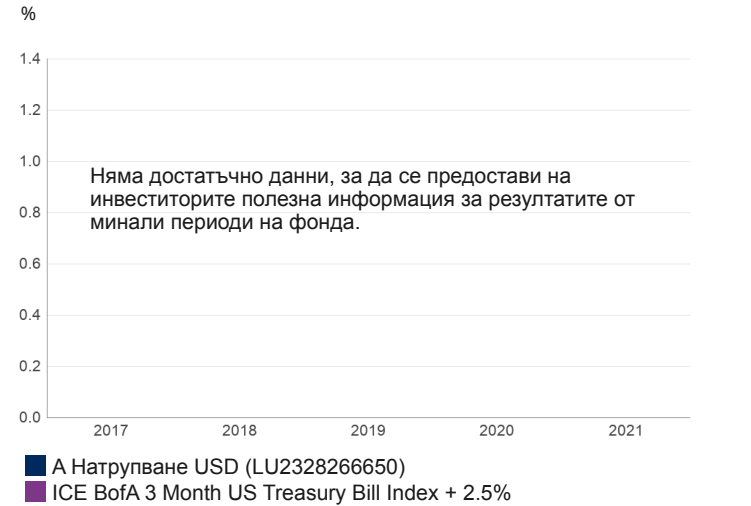 %
1.4
1.2
1.0
Няма достатъчно данни, за да се предостави на
инвеститорите полезна информация за резултатите от
0.8
минали периоди на фонда.
0.6
0.4
0.2
0.0
2017 2018 2019 2020 2021
А Натрупване USD (LU2328266650)
ICE BofA 3 Month US Treasury Bill Index + 2.5%